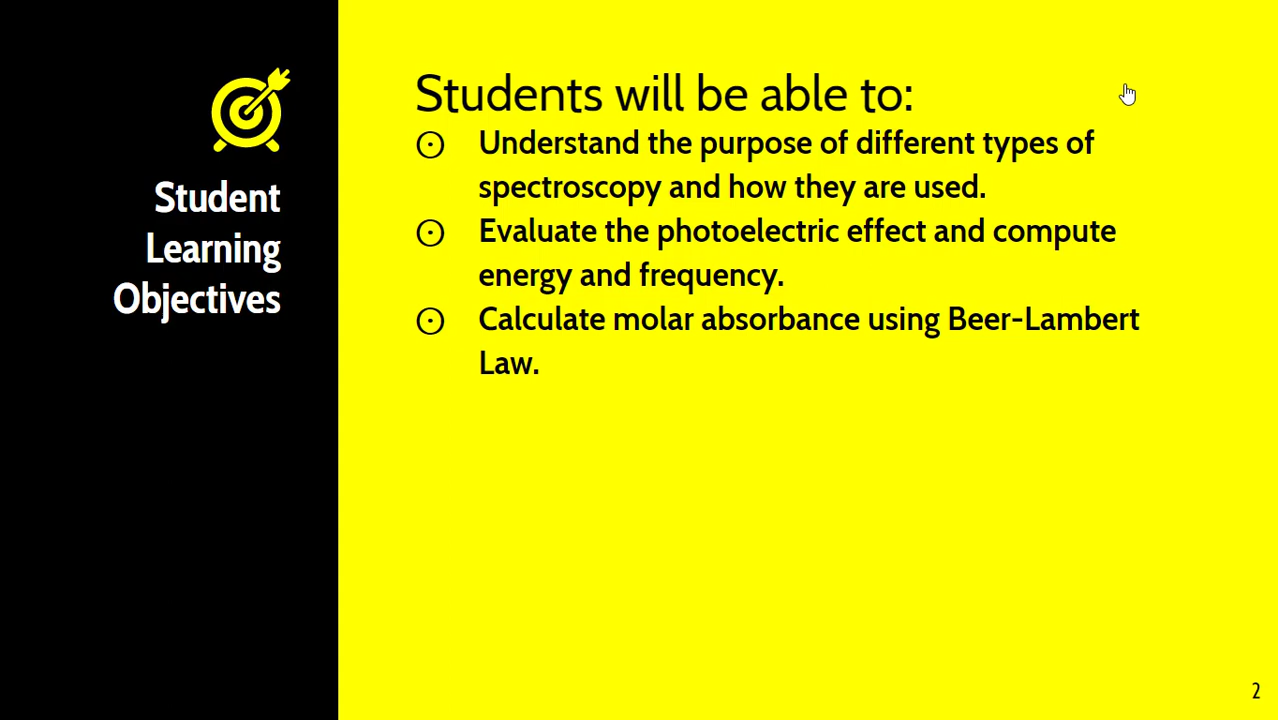 Student
Learning
Objectives
Students will be able to:
Understand the purpose of different types of
spectroscopy and how they are used.
Evaluate the photoelectric effect and compute
energy and frequency.
Calculate molar absorbance using Beer-Lambert
Law.
2